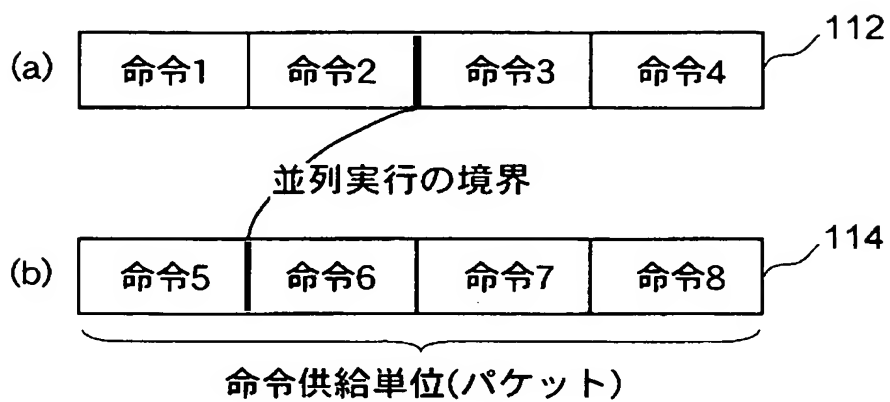 112
(a) 命令1 命令2 命令3 命令4
並列実行の境界
114
(b) 命令5 命令6 命令7 命令8
命令供給単位(パケット)